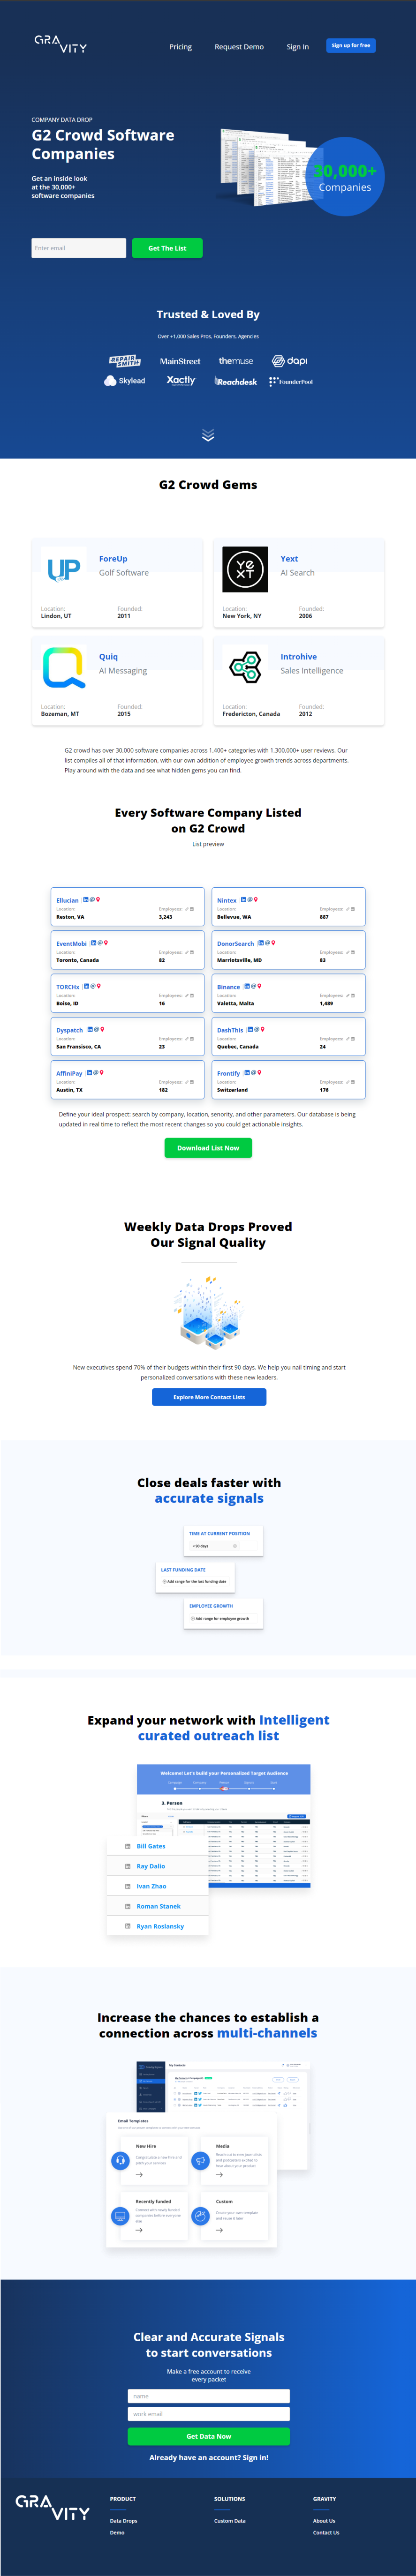 GRAVITY
Pricing
Request Demo
Sign In
Sign up for free
COMPANY DATA DROP
G2 Crowd Software
Companies
Get an inside look
at the 30,000+
software companies
30,000+
Companies
Enter email
Get The List
Trusted & Loved By
Over +1,000 Sales Pros, Founders, Agencies
REPAIR SMITH
MainStreet
themuse
dapi
Skylead
Xactly
Reachdesk
FounderPool
G2 Crowd Gems
UP
ForeUp
Golf Software
Location:
Lindon, UT
Founded:
2011
YEXT
Yext
AI Search
Location:
New York, NY
Founded:
2006
Quiq
AI Messaging
Location:
Bozeman, MT
Founded:
2015
Introhive
Sales Intelligence
Location:
Fredericton, Canada
Founded:
2012
G2 crowd has over 30,000 software companies across 1,400+ categories with 1,300,000+ user reviews. Our
list compiles all of that information, with our own addition of employee growth trends across departments.
Play around with the data and see what hidden gems you can find.
Every Software Company Listed
on G2 Crowd
List preview
Ellucian
Location:
Reston, VA
Employees:
3,243
Nintex
Location:
Bellevue, WA
Employees:
887
EventMobi
Location:
Toronto, Canada
Employees:
82
DonorSearch
Location:
Marriotsville, MD
Employees:
83
TORCHx
Location:
Boise, ID
Employees:
16
Binance
Location:
Valetta, Malta
Employees:
1,489
Dyspatch
Location:
San Fransisco, CA
Employees:
23
DashThis
Location:
Quebec, Canada
Employees:
24
AffiniPay
Location:
Austin, TX
Employees:
182
Frontify
Location:
Switzerland
Employees:
176
Define your ideal prospect: search by company, location, senority, and other parameters. Our database is being
updated in real time to reflect the most recent changes so you could get actionable insights.
Download List Now
Weekly Data Drops Proved
Our Signal Quality
New executives spend 70% of their budgets within their first 90 days. We help you nail timing and start
personalized conversations with these new leaders.
Explore More Contact Lists
Close deals faster with
accurate signals
TIME AT CURRENT POSITION
< 90 days
LAST FUNDING DATE
Add range for the last funding data
EMPLOYEE GROWTH
Add range for employee growth
Expand your network with Intelligent
curated outreach list
Welcome! Let's build your Personalized Target Audience
3. Person
Bill Gates
Ray Dalio
Ivan Zhao
Roman Stanek
Ryan Roslansky
Increase the chances to establish a
connection across multi-channels
My Contacts
Email Templates
New Hire
Congratulate a new hire and
pitch your services
Media
Reach out to new journalists
and podcasters excited to
hear about your product
Recently funded
Connect with newly funded
companies before everyone
else
Custom
Create your own template
and reuse it later
Clear and Accurate Signals
to start conversations
Make a free account to receive
every packet
name
work email
Get Data Now
Already have an account? Sign in!
GRAVITY
PRODUCT
Data Drops
Demo
SOLUTIONS
Custom Data
GRAVITY
About Us
Contact Us